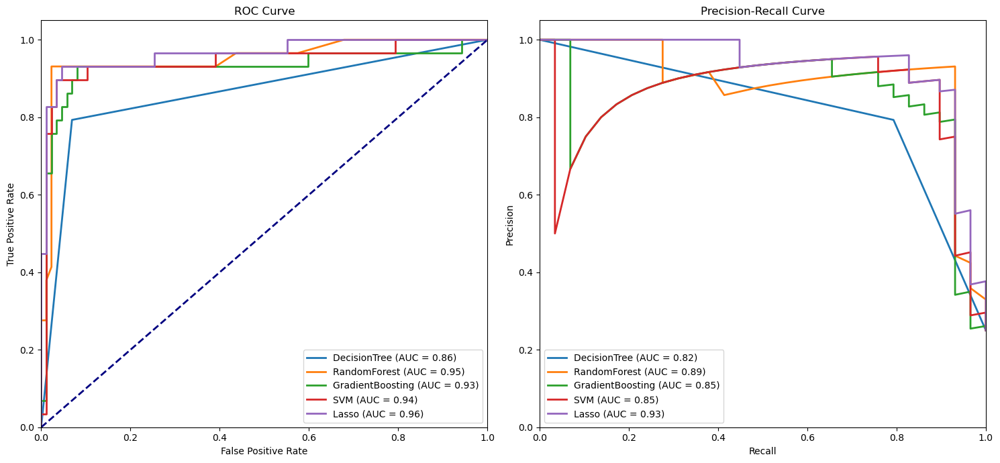 ROC Curve
True Positive Rate
1.0
0.8
0.6
0.4
0.2
0.0
0.0 0.2 0.4 0.6 0.8 1.0
False Positive Rate
DecisionTree (AUC = 0.86)
RandomForest (AUC = 0.95)
GradientBoosting (AUC = 0.93)
SVM (AUC = 0.94)
Lasso (AUC = 0.96)
Precision-Recall Curve
Precision
1.0
0.8
0.6
0.4
0.2
0.0
0.0 0.2 0.4 0.6 0.8 1.0
Recall
DecisionTree (AUC = 0.82)
RandomForest (AUC = 0.89)
GradientBoosting (AUC = 0.85)
SVM (AUC = 0.85)
Lasso (AUC = 0.93)